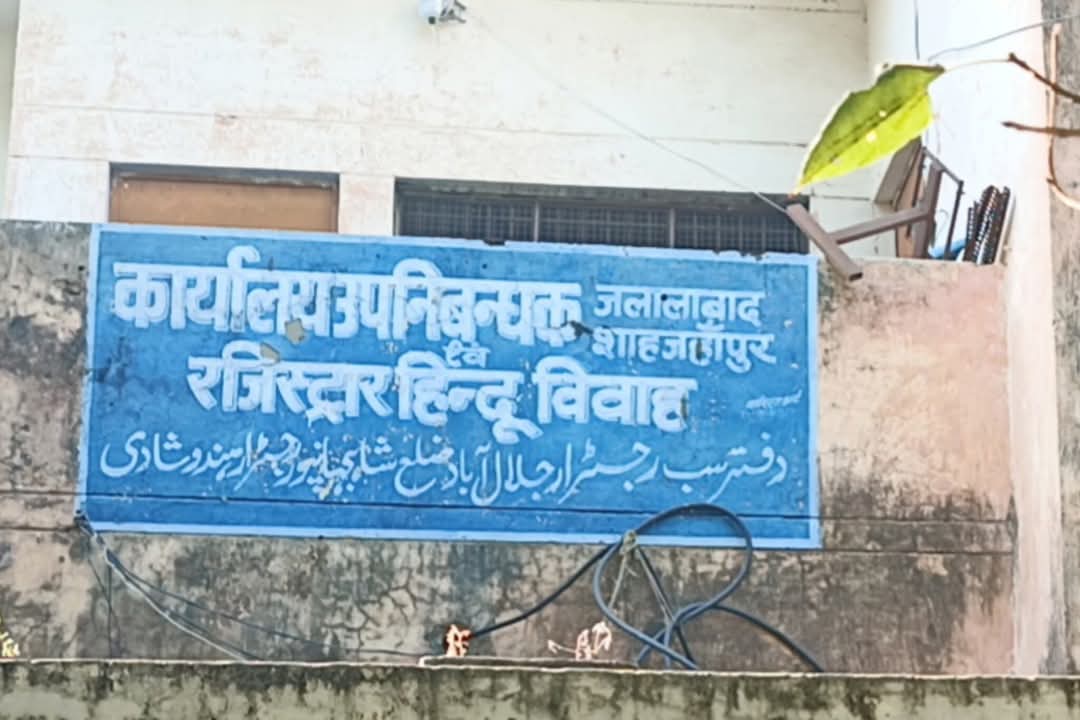 कार्यालय उपनिबन्धक जलालाबाद
शाहजहाँपुर
एवं
रजिस्ट्रार हिन्दू विवाह
دفتر سب رجسٹرار جلال آباد ضلع شاہجہانپور رجسٹرار ہندو شادی